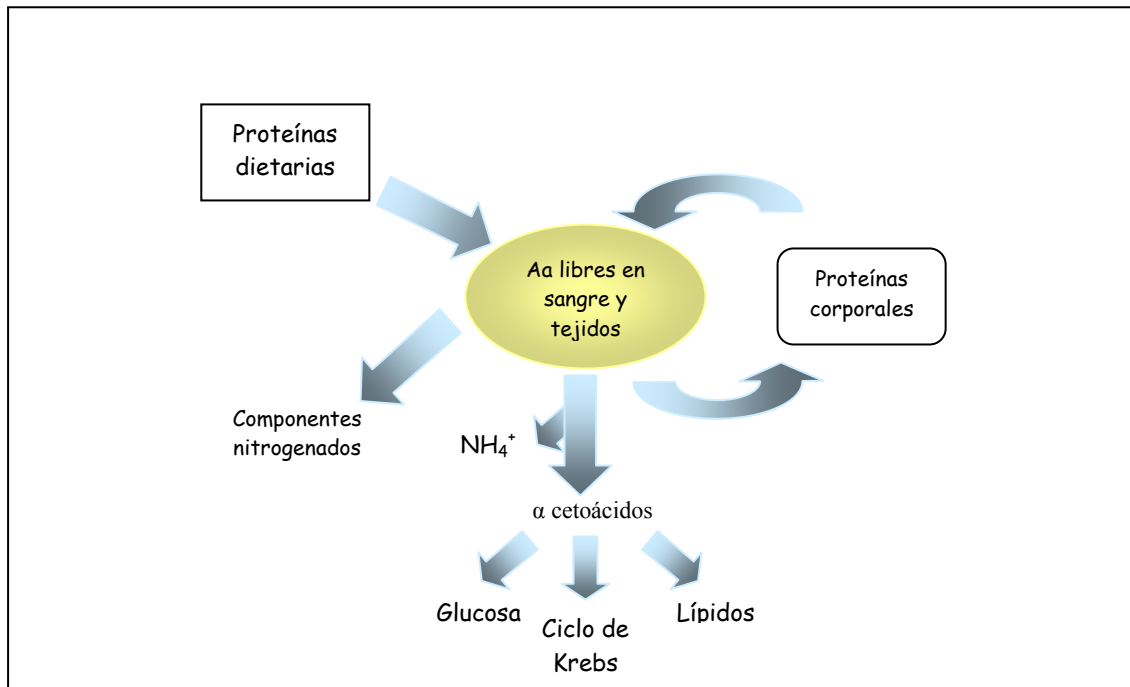 Proteínas
dietarias
Aa libres en
sangre y
tejidos
Proteínas
corporales
Componentes
nitrogenados
NH₄⁺
α cetoácidos
Glucosa
Ciclo de
Krebs
Lípidos